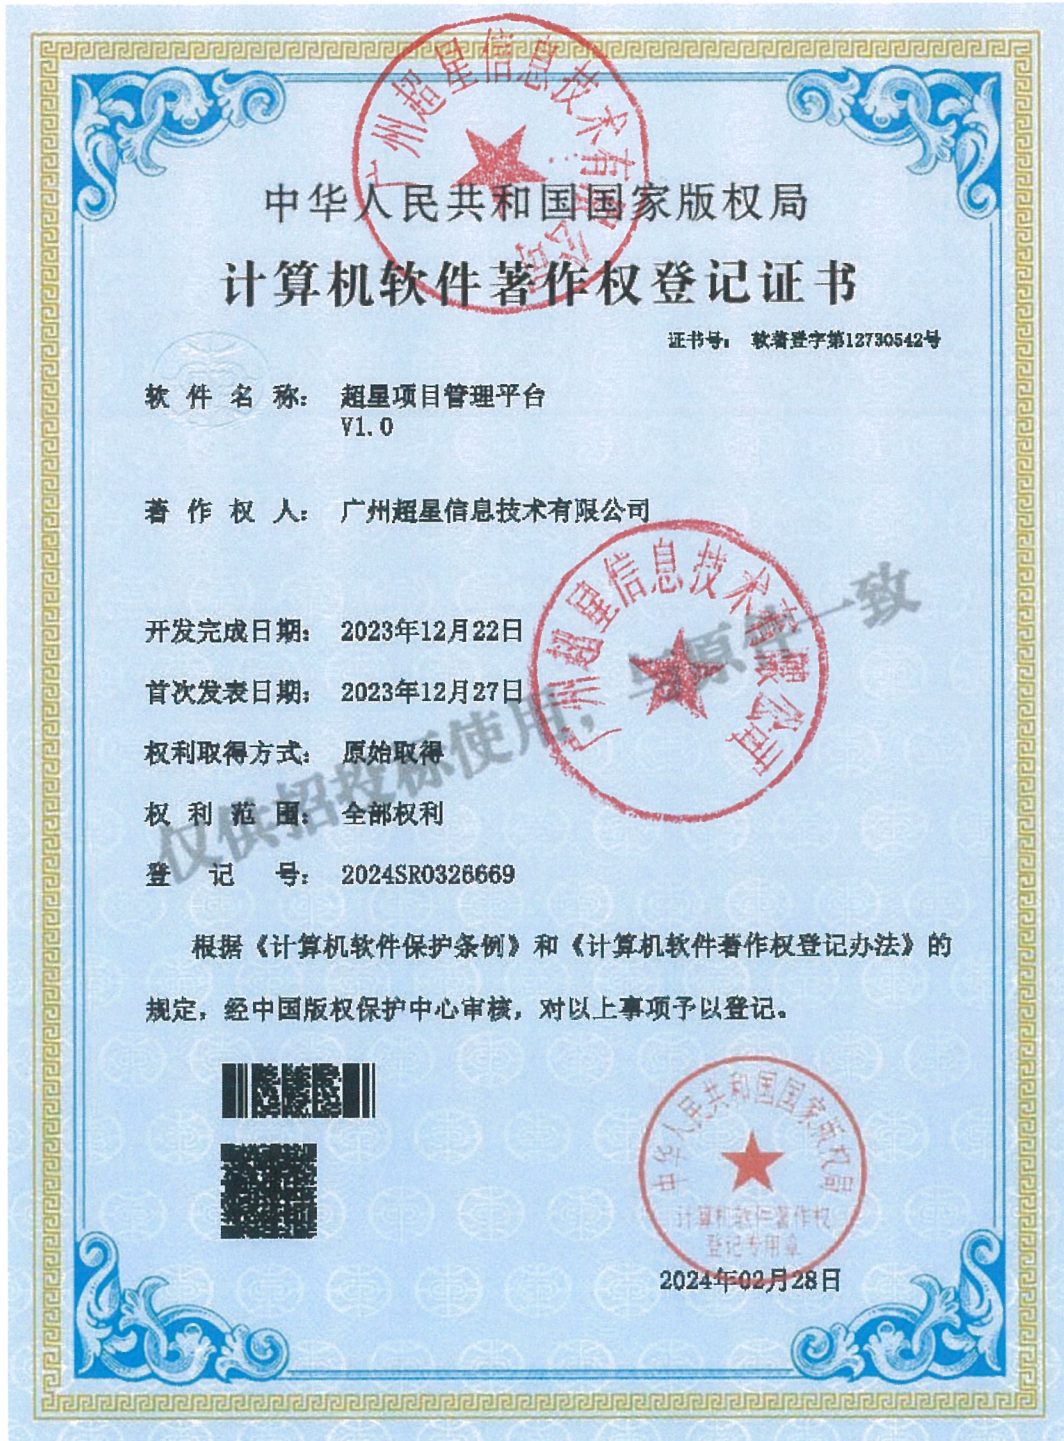 广州超星信息技术有限公司
中华人民共和国国家版权局
计算机软件著作权登记证书
证书号： 软著登字第12730542号
软件名称： 超星项目管理平台
V1.0
著作权人： 广州超星信息技术有限公司
广州超星信息技术有限公司
开发完成日期： 2023年12月22日
首次发表日期： 2023年12月27日
权利取得方式： 原始取得
权利范围： 全部权利
登记号： 2024SR0326669
仅供招投标使用，与原件一致
根据《计算机软件保护条例》和《计算机软件著作权登记办法》的
规定，经中国版权保护中心审核，对以上事项予以登记。
中华人民共和国国家版权局
计算机软件著作权
登记专用章
2024年02月28日